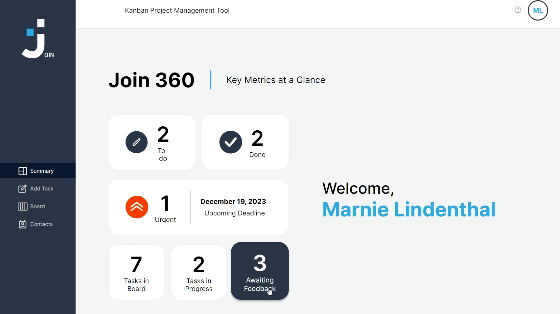 Kanban Project Management Tool
ML
JOIN
Join 360
Key Metrics at a Glance
2
To
do
2
Done
1
Urgent
December 19, 2023
Upcoming Deadline
7
Tasks in
Board
2
Tasks in
Progress
3
Awaiting
Feedback
Welcome,
Marnie Lindenthal
Summary
Add Task
Board
Contacts